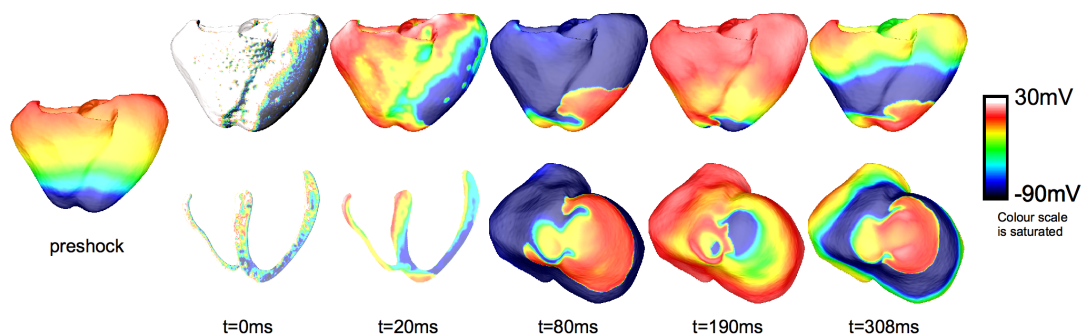 30mV
-90mV
Colour scale
is saturated
preshock
t=0ms
t=20ms
t=80ms
t=190ms
t=308ms